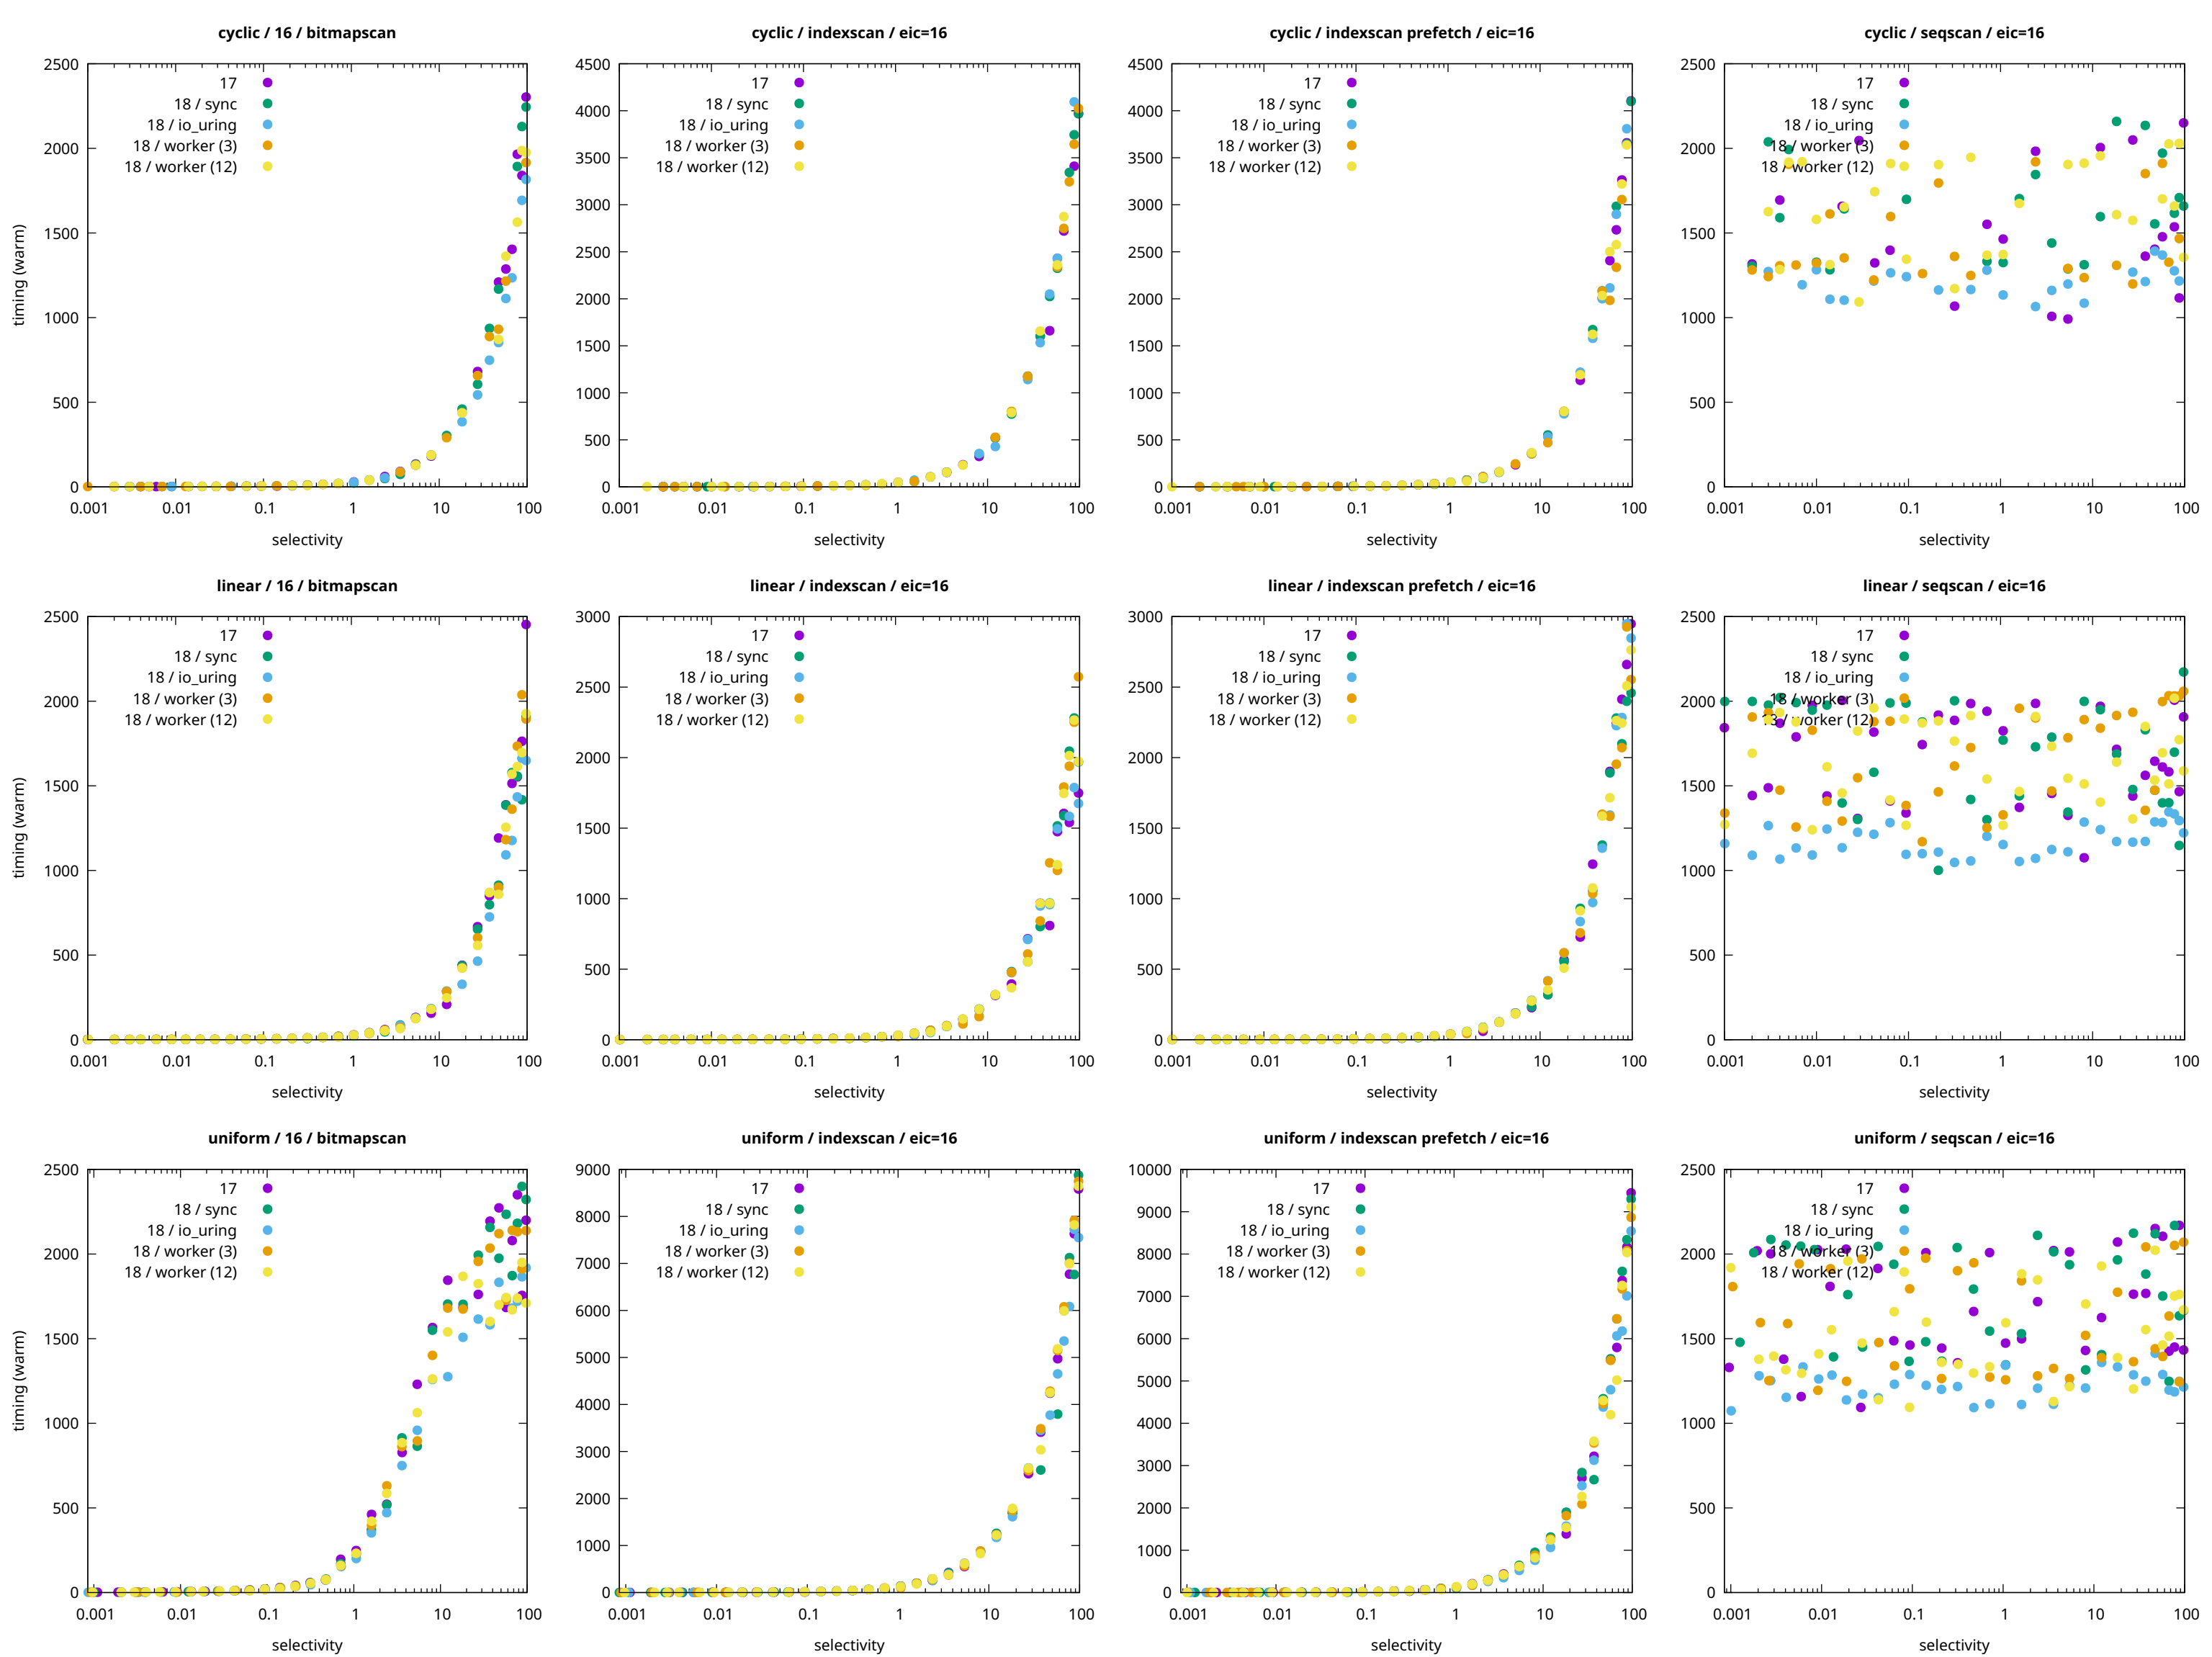 cyclic / 16 / bitmapscan
2500
2000
1500
1000
500
0
0.001
0.01
0.1
1
10
100
timing (warm)
selectivity
17
18 / sync
18 / io_uring
18 / worker (3)
18 / worker (12)
cyclic / indexscan / eic=16
4500
4000
3500
3000
2500
2000
1500
1000
500
0
0.001
0.01
0.1
1
10
100
selectivity
17
18 / sync
18 / io_uring
18 / worker (3)
18 / worker (12)
cyclic / indexscan prefetch / eic=16
4500
4000
3500
3000
2500
2000
1500
1000
500
0
0.001
0.01
0.1
1
10
100
selectivity
17
18 / sync
18 / io_uring
18 / worker (3)
18 / worker (12)
cyclic / seqscan / eic=16
2500
2000
1500
1000
500
0
0.001
0.01
0.1
1
10
100
selectivity
17
18 / sync
18 / io_uring
18 / worker (3)
18 / worker (12)
linear / 16 / bitmapscan
2500
2000
1500
1000
500
0
0.001
0.01
0.1
1
10
100
timing (warm)
selectivity
17
18 / sync
18 / io_uring
18 / worker (3)
18 / worker (12)
linear / indexscan / eic=16
3000
2500
2000
1500
1000
500
0
0.001
0.01
0.1
1
10
100
selectivity
17
18 / sync
18 / io_uring
18 / worker (3)
18 / worker (12)
linear / indexscan prefetch / eic=16
3000
2500
2000
1500
1000
500
0
0.001
0.01
0.1
1
10
100
selectivity
17
18 / sync
18 / io_uring
18 / worker (3)
18 / worker (12)
linear / seqscan / eic=16
2500
2000
1500
1000
500
0
0.001
0.01
0.1
1
10
100
selectivity
17
18 / sync
18 / io_uring
18 / worker (3)
18 / worker (12)
uniform / 16 / bitmapscan
2500
2000
1500
1000
500
0
0.001
0.01
0.1
1
10
100
timing (warm)
selectivity
17
18 / sync
18 / io_uring
18 / worker (3)
18 / worker (12)
uniform / indexscan / eic=16
9000
8000
7000
6000
5000
4000
3000
2000
1000
0
0.001
0.01
0.1
1
10
100
selectivity
17
18 / sync
18 / io_uring
18 / worker (3)
18 / worker (12)
uniform / indexscan prefetch / eic=16
10000
9000
8000
7000
6000
5000
4000
3000
2000
1000
0
0.001
0.01
0.1
1
10
100
selectivity
17
18 / sync
18 / io_uring
18 / worker (3)
18 / worker (12)
uniform / seqscan / eic=16
2500
2000
1500
1000
500
0
0.001
0.01
0.1
1
10
100
selectivity
17
18 / sync
18 / io_uring
18 / worker (3)
18 / worker (12)